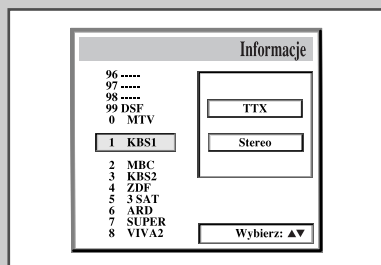 Informacje
96 -----
97 -----
98 -----
99 DSF
0 MTV
1 KBS1
2 MBC
3 KBS2
4 ZDF
5 3 SAT
6 ARD
7 SUPER
8 VIVA2
TTX
Stereo
Wybierz: ▲▼